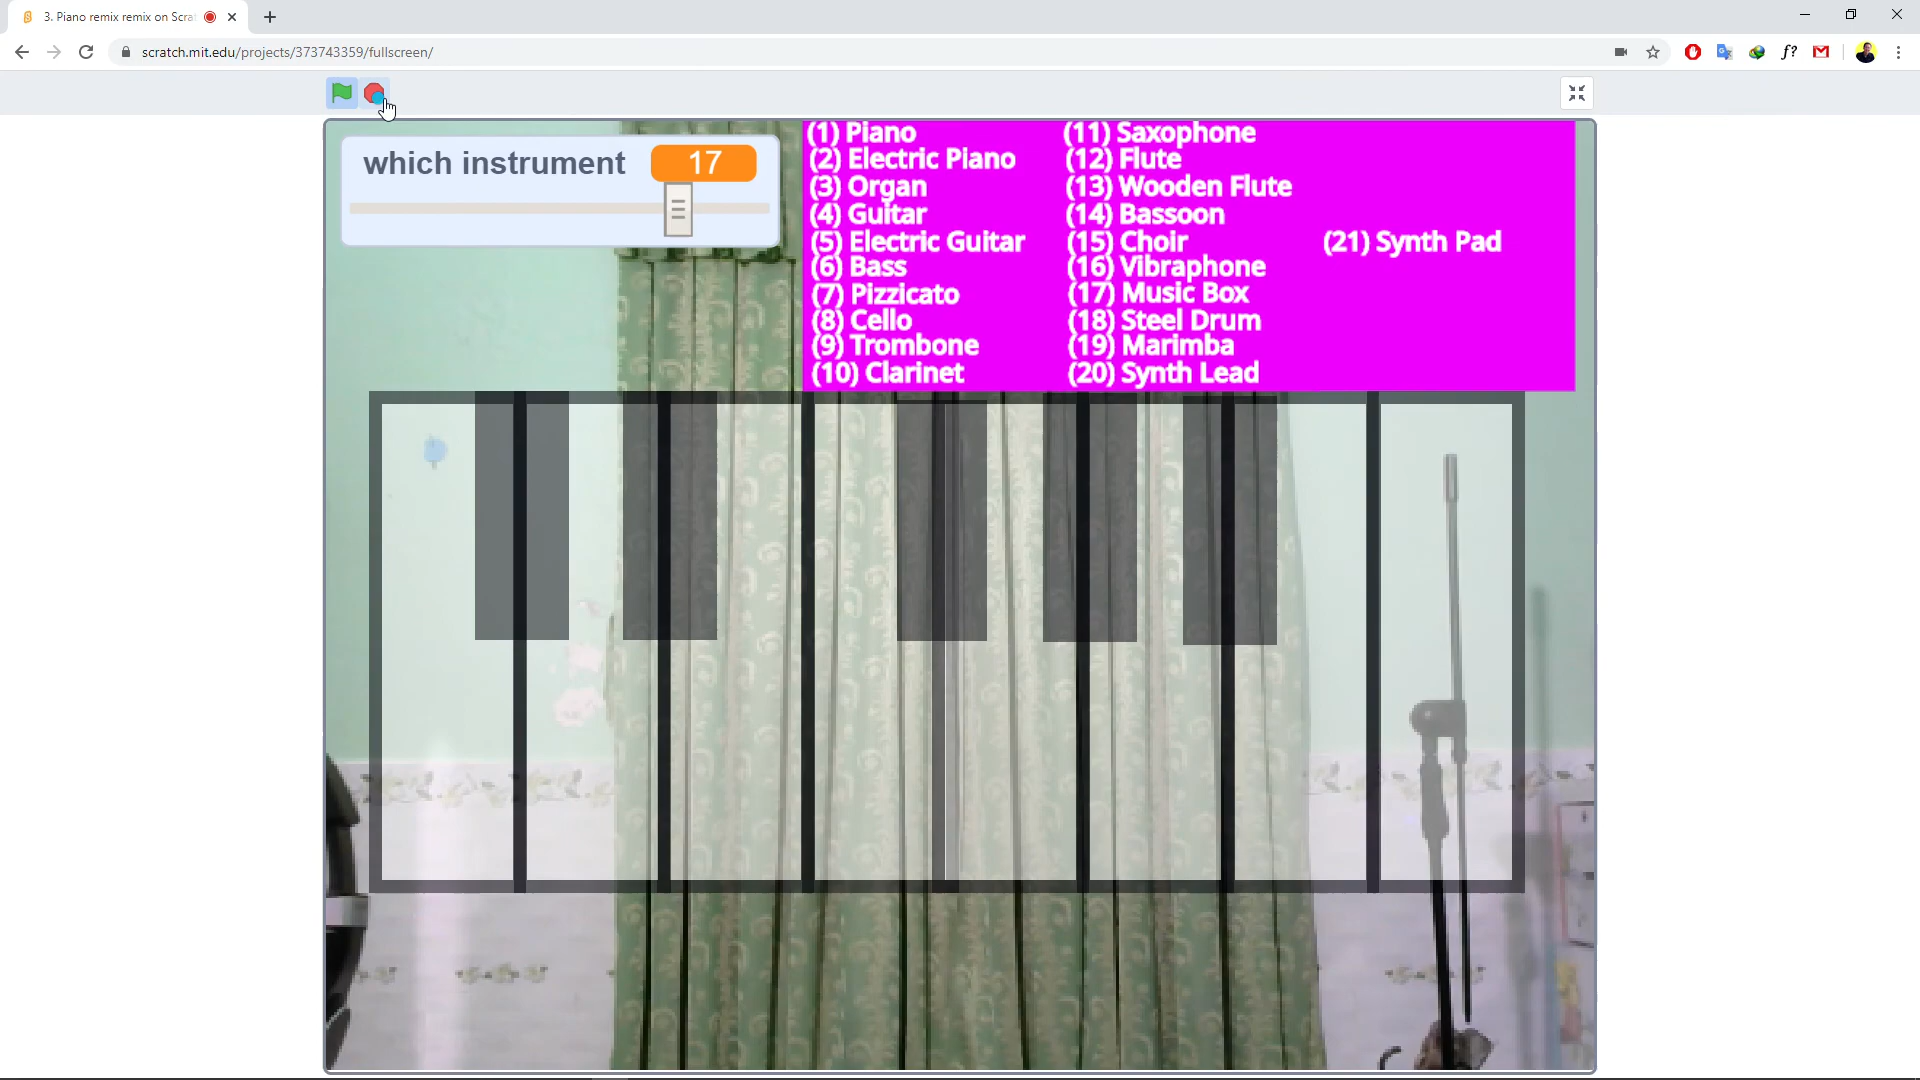 3. Piano remix remix on Scra
scratch.mit.edu/projects/373743359/fullscreen/
f?
which instrument 17
(1) Piano
(2) Electric Piano
(3) Organ
(4) Guitar
(5) Electric Guitar
(6) Bass
(7) Pizzicato
(8) Cello
(9) Trombone
(10) Clarinet
(11) Saxophone
(12) Flute
(13) Wooden Flute
(14) Bassoon
(15) Choir
(16) Vibraphone
(17) Music Box
(18) Steel Drum
(19) Marimba
(20) Synth Lead
(21) Synth Pad